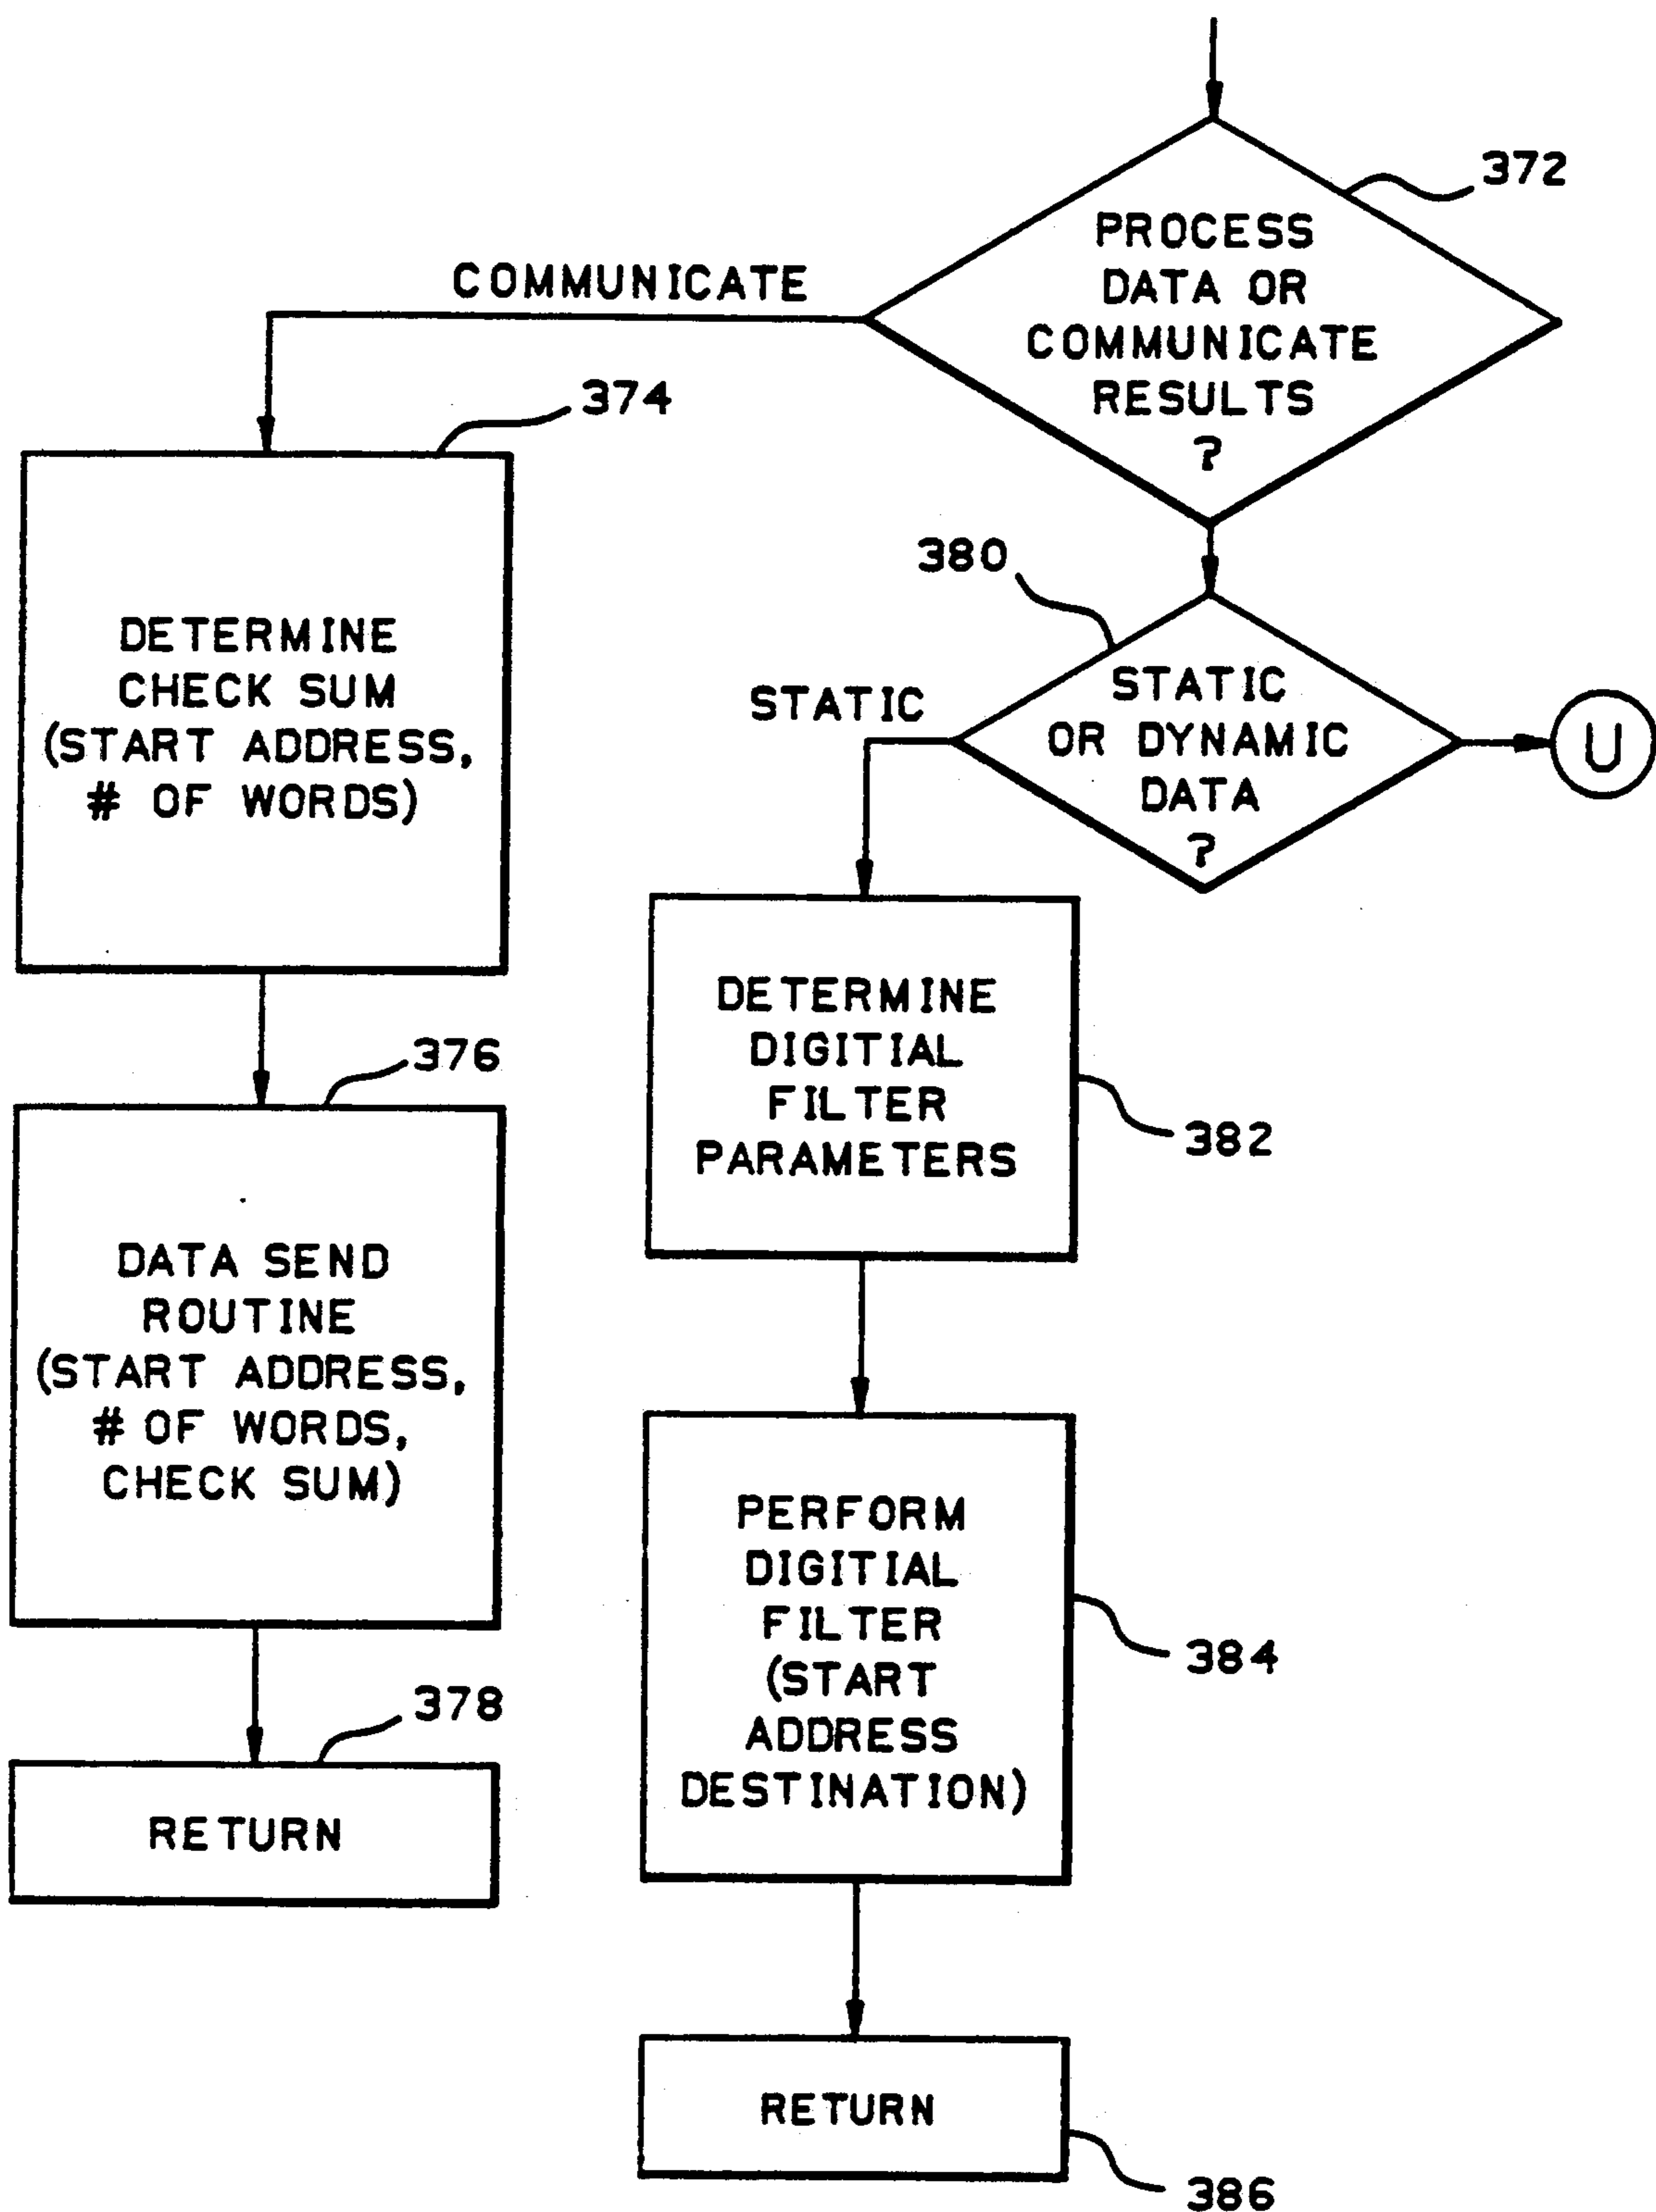 372
PROCESS
DATA OR
COMMUNICATE
RESULTS
?
COMMUNICATE
374
DETERMINE
CHECK SUM
(START ADDRESS,
# OF WORDS)
376
DATA SEND
ROUTINE
(START ADDRESS,
# OF WORDS,
CHECK SUM)
378
RETURN
380
STATIC
OR DYNAMIC
DATA
?
STATIC
U
DETERMINE
DIGITIAL
FILTER
PARAMETERS
382
PERFORM
DIGITIAL
FILTER
(START
ADDRESS
DESTINATION)
384
RETURN
386